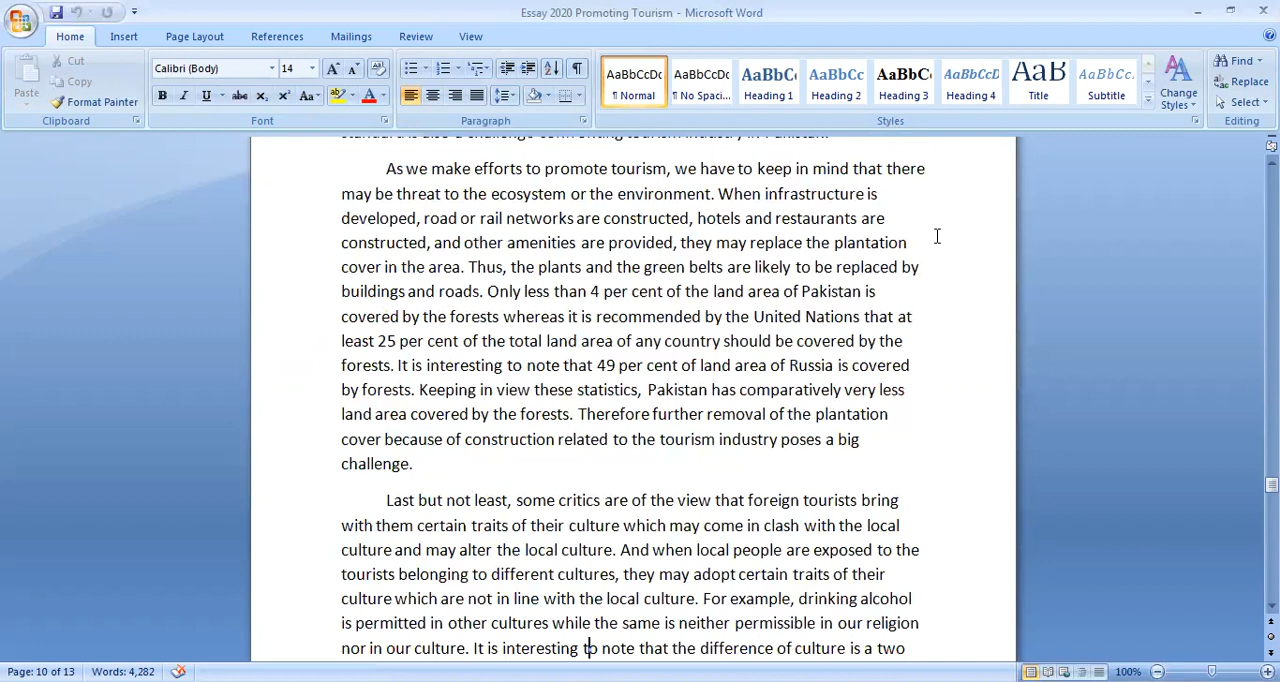 Essay 2020 Promoting Tourism - Microsoft Word
Home Insert Page Layout References Mailings Review View
Paste
Cut
Copy
Format Painter
Clipboard
Calibri (Body) 14
Font
Paragraph
AaBbCcDc AaBbCcDc AaBbC AaBbCc AaBbCc AaBbCcD AaB AaBbCc.
¶ Normal ¶ No Spaci... Heading 1 Heading 2 Heading 3 Heading 4 Title Subtitle
Change Styles
Styles
Find
Replace
Select
Editing
As we make efforts to promote tourism, we have to keep in mind that there
may be threat to the ecosystem or the environment. When infrastructure is
developed, road or rail networks are constructed, hotels and restaurants are
constructed, and other amenities are provided, they may replace the plantation
cover in the area. Thus, the plants and the green belts are likely to be replaced by
buildings and roads. Only less than 4 per cent of the land area of Pakistan is
covered by the forests whereas it is recommended by the United Nations that at
least 25 per cent of the total land area of any country should be covered by the
forests. It is interesting to note that 49 per cent of land area of Russia is covered
by forests. Keeping in view these statistics, Pakistan has comparatively very less
land area covered by the forests. Therefore further removal of the plantation
cover because of construction related to the tourism industry poses a big
challenge.
Last but not least, some critics are of the view that foreign tourists bring
with them certain traits of their culture which may come in clash with the local
culture and may alter the local culture. And when local people are exposed to the
tourists belonging to different cultures, they may adopt certain traits of their
culture which are not in line with the local culture. For example, drinking alcohol
is permitted in other cultures while the same is neither permissible in our religion
nor in our culture. It is interesting to note that the difference of culture is a two
Page: 10 of 13 Words: 4,282 100%